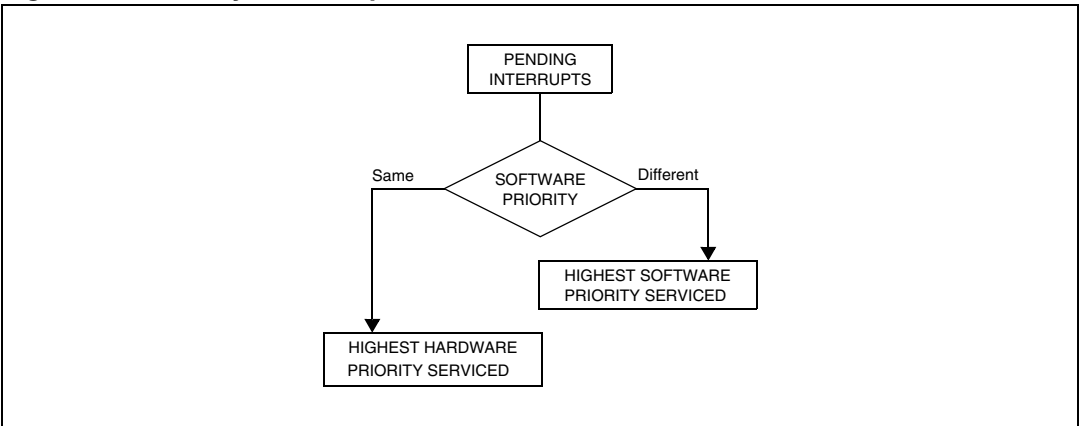 PENDING
INTERRUPTS
Same
SOFTWARE
PRIORITY
Different
HIGHEST SOFTWARE
PRIORITY SERVICED
HIGHEST HARDWARE
PRIORITY SERVICED